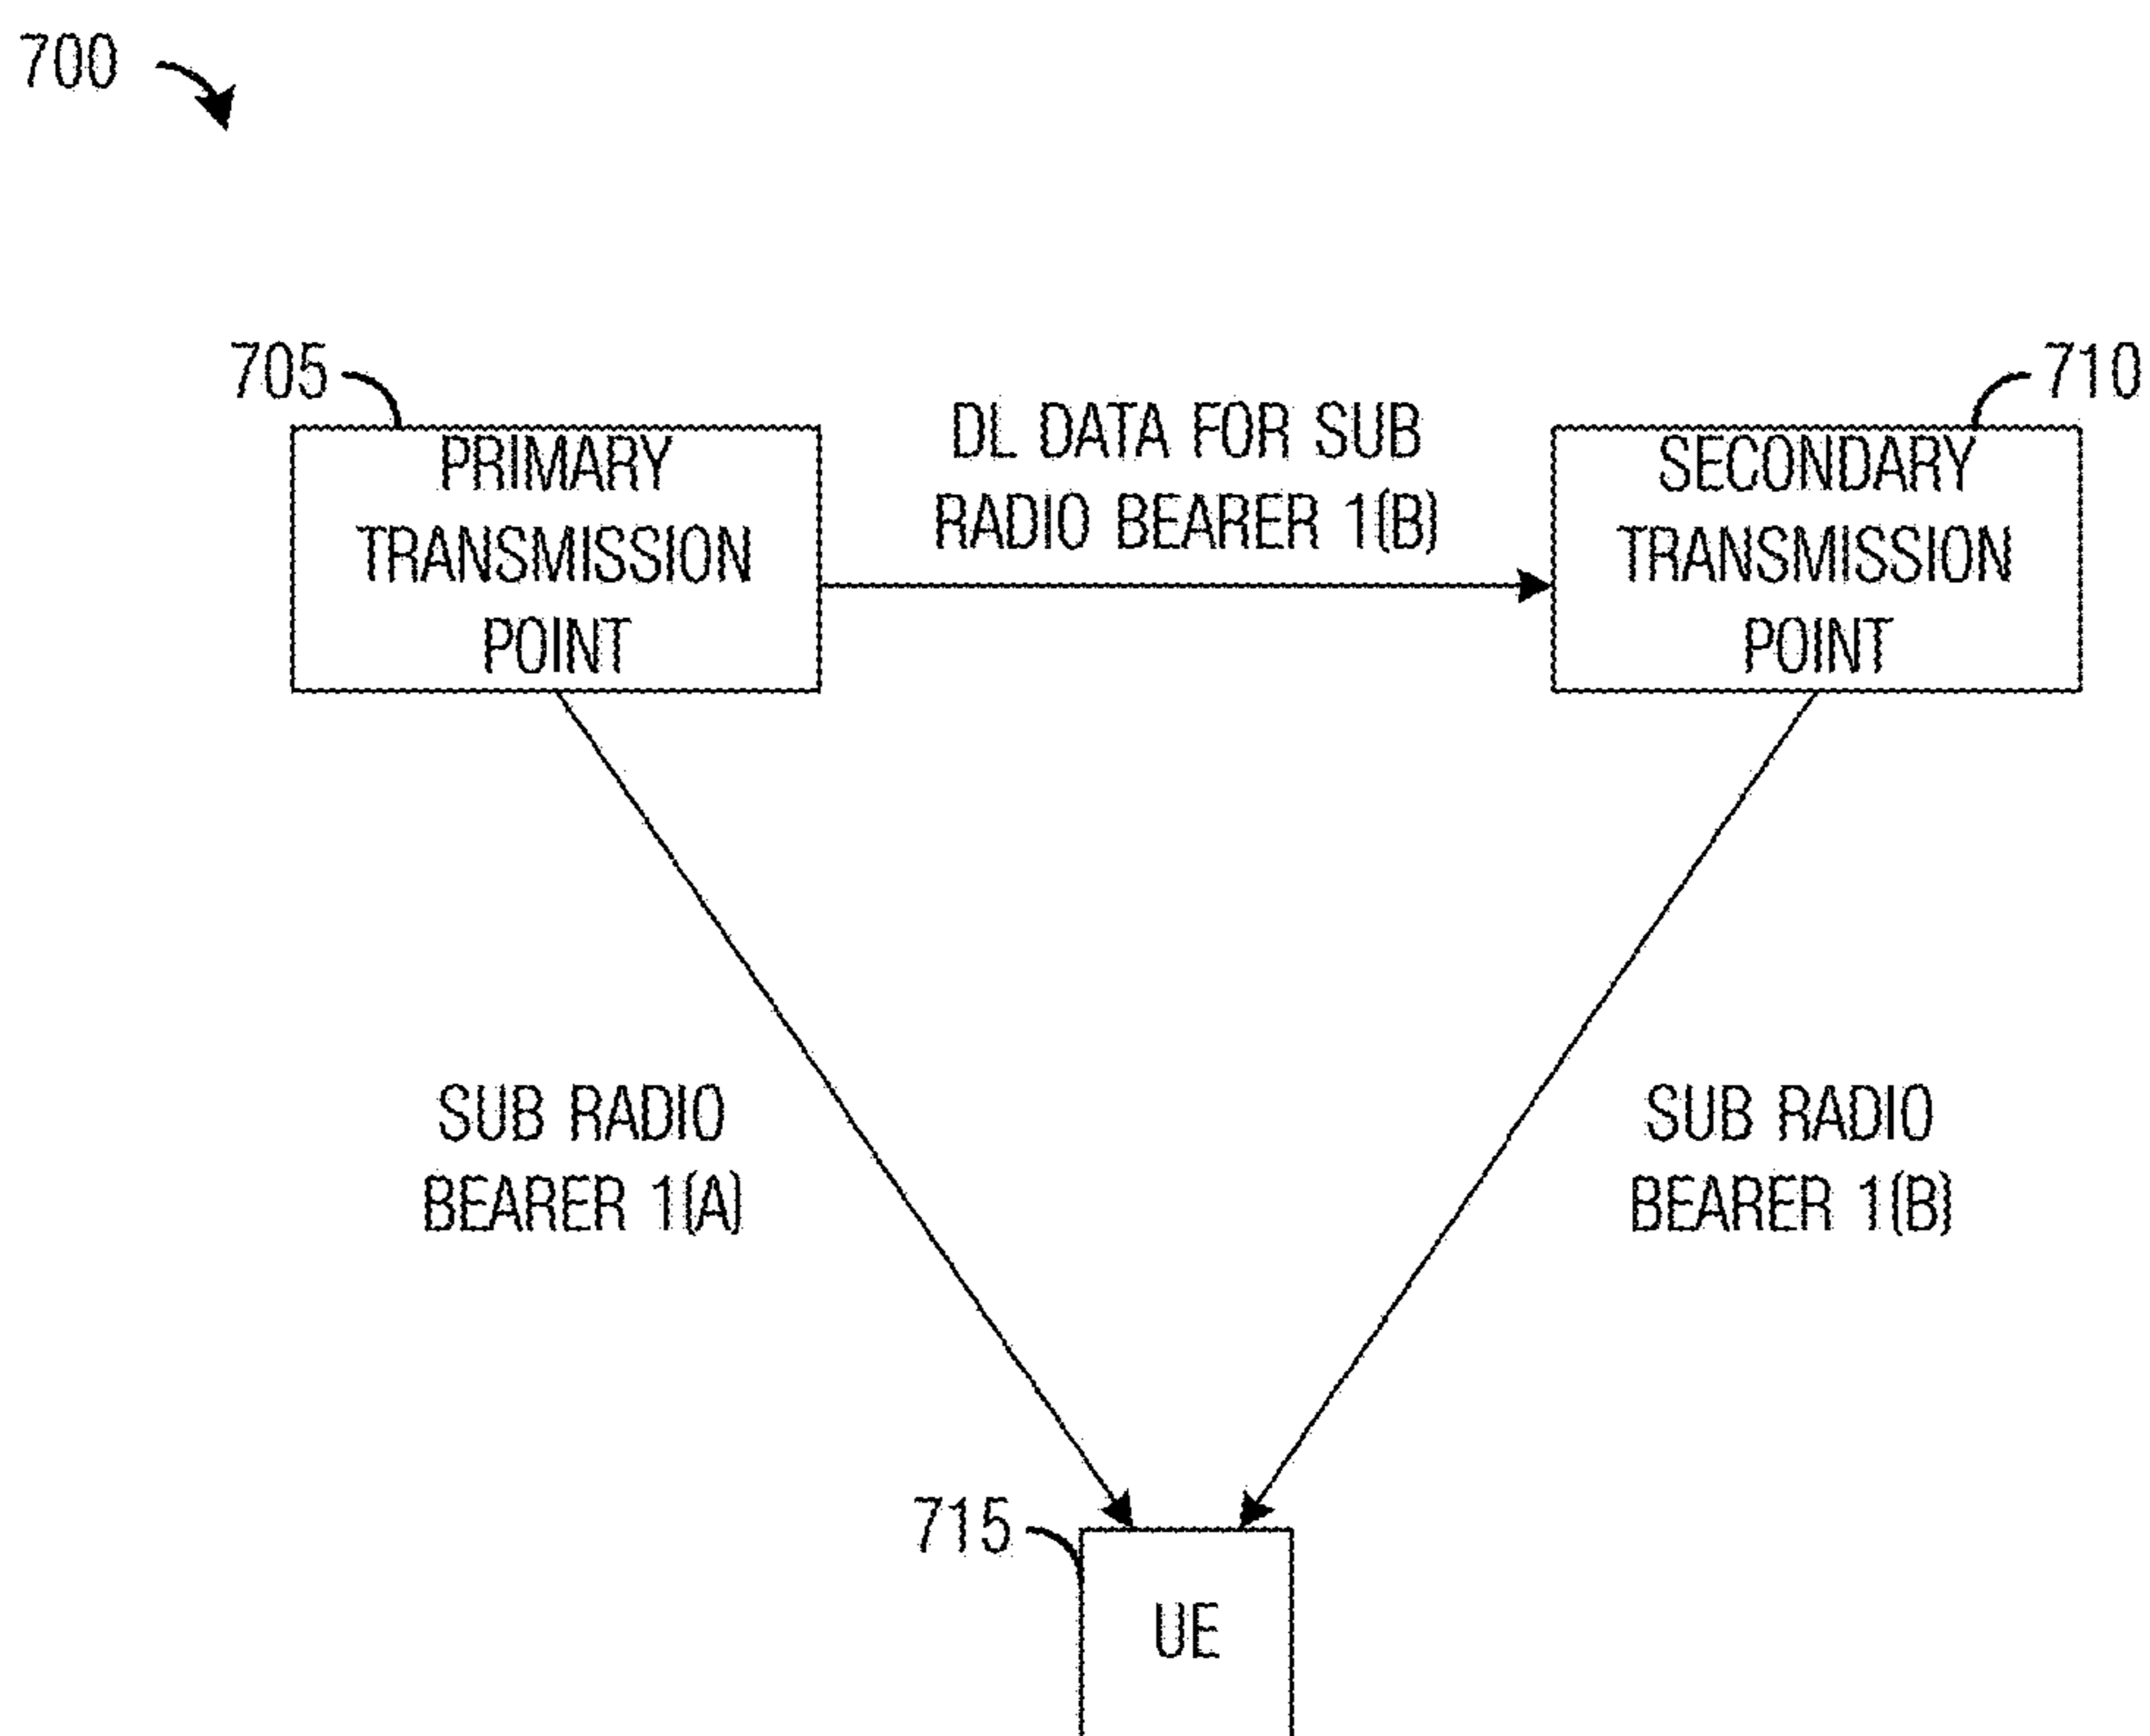 700
705
710
DL DATA FOR SUB
RADIO BEARER 1(B)
PRIMARY
TRANSMISSION
POINT
SECONDARY
TRANSMISSION
POINT
SUB RADIO
BEARER 1(A)
SUB RADIO
BEARER 1(B)
715
UE